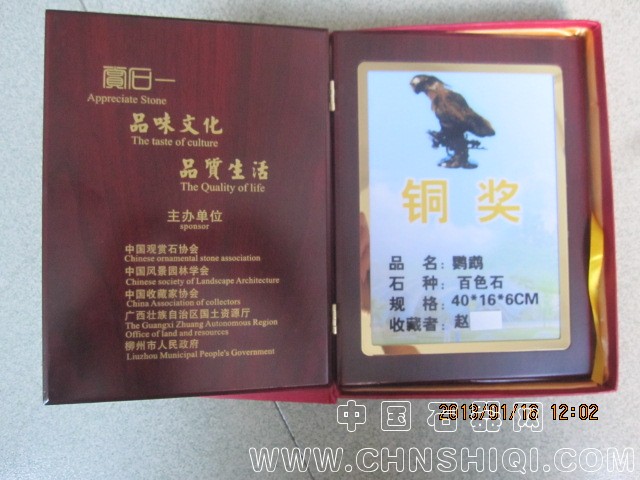 賞石一
Appreciate Stone
品味文化
The taste of culture
品質生活
The Quality of life
主办单位
sponsor
中国观赏石协会
Chinese ornamental stone association
中国风景园林学会
Chinese society of Landscape Architecture
中国收藏家协会
China Association of collectors
广西壮族自治区国土资源厅
The Guangxi Zhuang Autonomous Region
Office of land and resources
柳州市人民政府
Liuzhou Municipal People's Government
铜奖
品 名：鹦鹉
石 种：百色石
规 格：40*16*6CM
收藏者：赵
2013/01/16 12:02
中国石器网
WWW.CHNSHIQI.COM